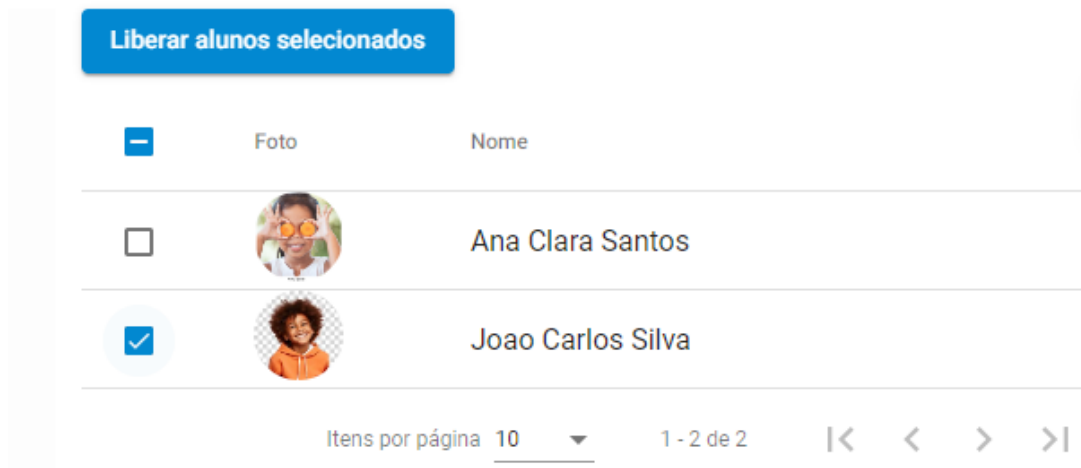 Liberar alunos selecionados
Foto Nome
Ana Clara Santos
Joao Carlos Silva
Itens por página 10 1 - 2 de 2